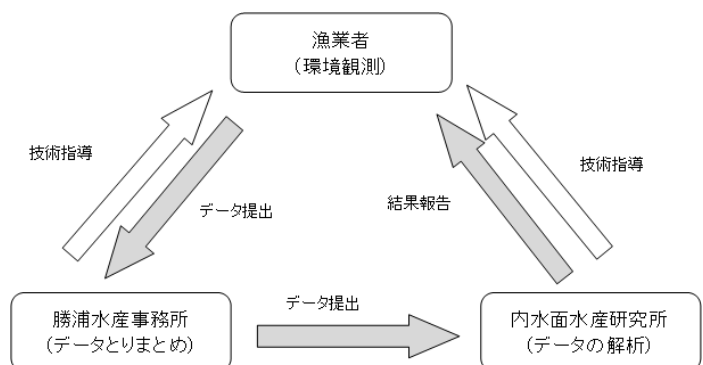 漁業者
(環境観測)
技術指導
データ提出
結果報告
技術指導
データ提出
勝浦水産事務所
(データとりまとめ)
内水面水産研究所
(データの解析)